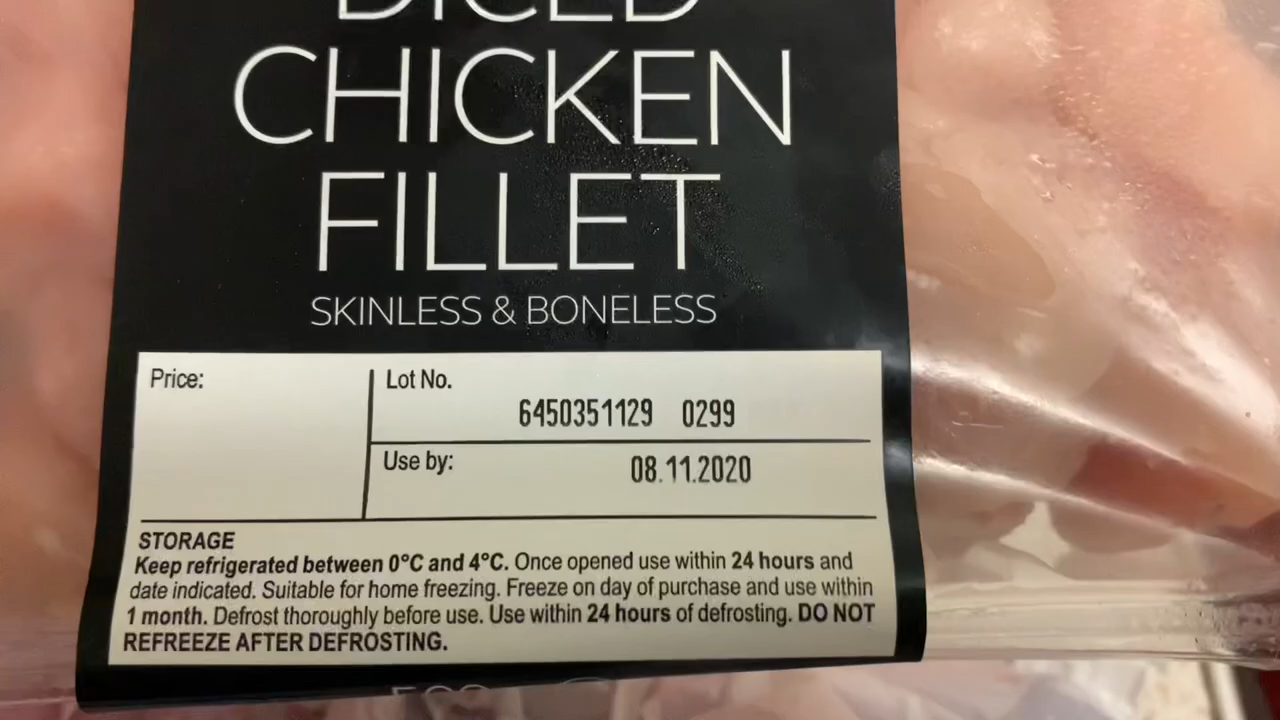 DICED
CHICKEN
FILLET
SKINLESS & BONELESS
Price:
Lot No.
6450351129 0299
Use by:
08.11.2020
STORAGE
Keep refrigerated between 0°C and 4°C. Once opened use within 24 hours and
date indicated. Suitable for home freezing. Freeze on day of purchase and use within
1 month. Defrost thoroughly before use. Use within 24 hours of defrosting. DO NOT
REFREEZE AFTER DEFROSTING.